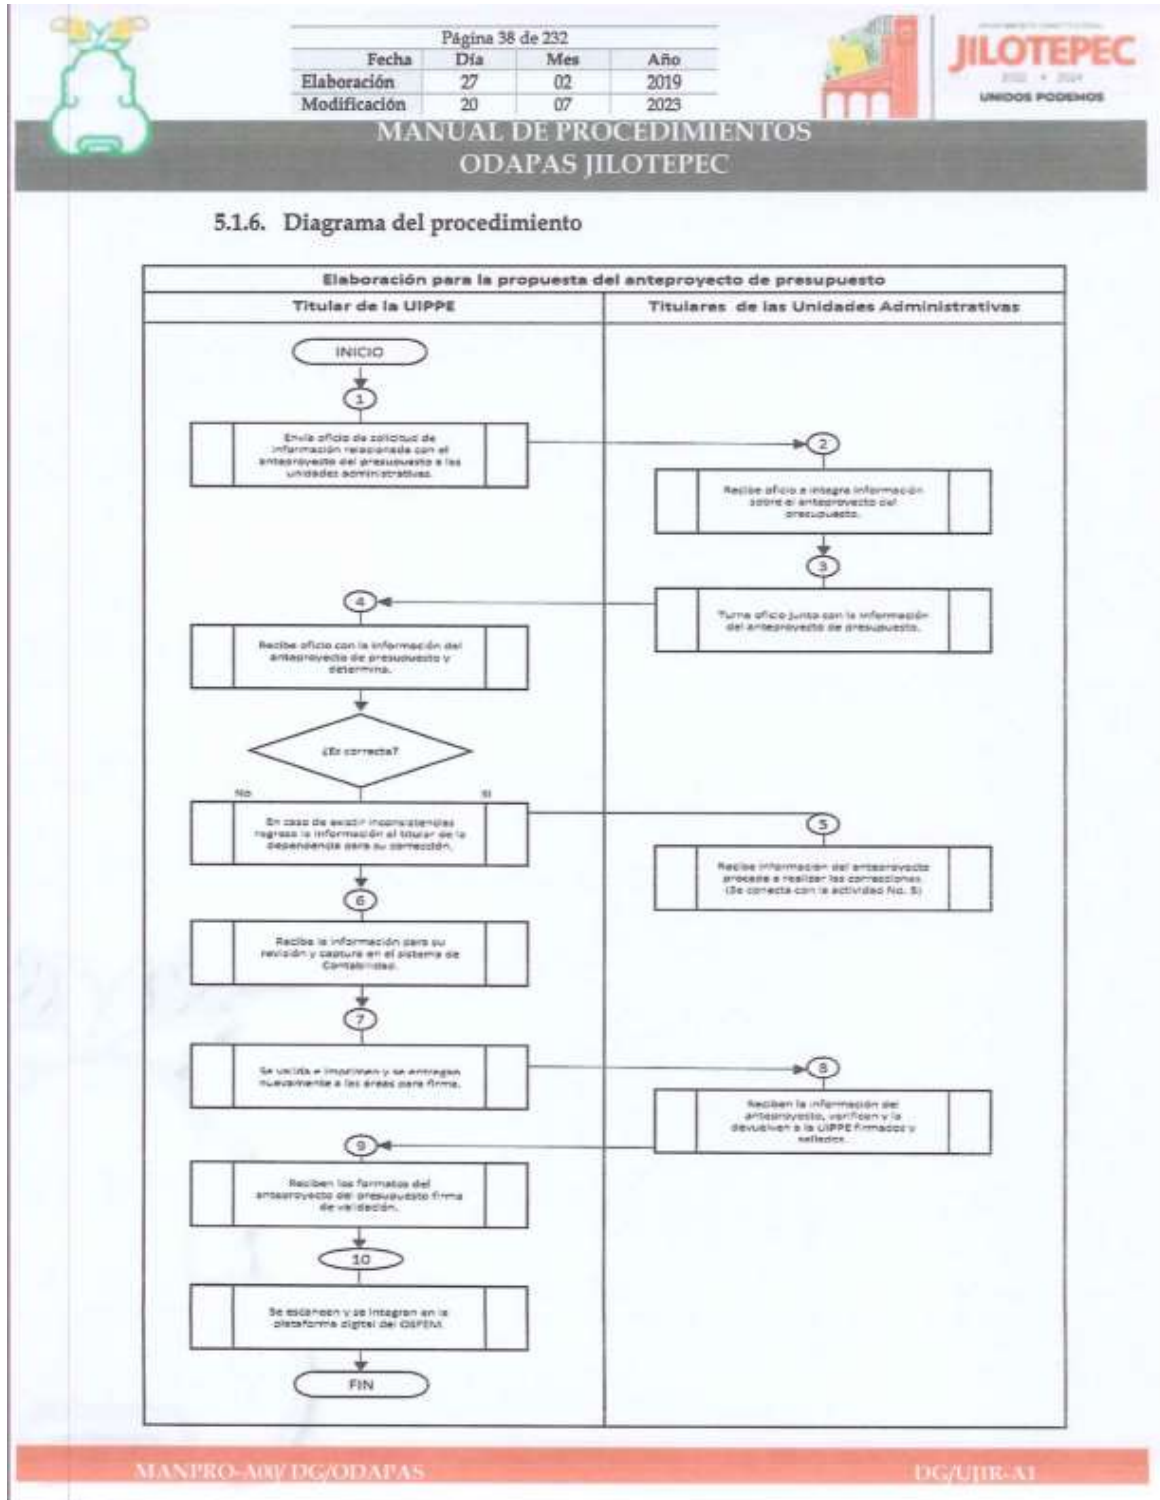 Página 38 de 232
Fecha Día Mes Año
Elaboración 27 02 2019
Modificación 20 07 2023
JILOTEPEC
2022 2024
UNIDOS PODEMOS
MANUAL DE PROCEDIMIENTOS
ODAPAS JILOTEPEC
5.1.6. Diagrama del procedimiento
Elaboración para la propuesta del anteproyecto de presupuesto
Titular de la UIPPE
Titulares de las Unidades Administrativas
INICIO
1
Envía oficio de solicitud de
información relacionada con el
anteproyecto del presupuesto a las
unidades administrativas.
2
Recibe oficio e integra información
sobre el anteproyecto del
presupuesto.
3
Turna oficio junto con la información
del anteproyecto de presupuesto.
4
Recibe oficio con la información del
anteproyecto de presupuesto y
determina.
¿Es correcta?
No
Si
En caso de existir inconsistencias
regresa la información al titular de la
dependencia para su corrección.
5
Recibe información del anteproyecto
procede a realizar las correcciones
(Se conecta con la actividad No. 5)
6
Recibe la información para su
revisión y captura en el sistema de
Contabilidad.
7
Se valida e imprimen y se entregan
nuevamente a las áreas para firma.
8
Reciben la información del
anteproyecto, verifican y la
devuelven a la UIPPE firmados y
sellados.
9
Reciben los formatos del
anteproyecto del presupuesto firma
de validación.
10
Se escaneen y se integran en la
plataforma digital del OSFEM.
FIN
MANPRO-A00/ DG/ODAPAS
DG/UJIR-A1